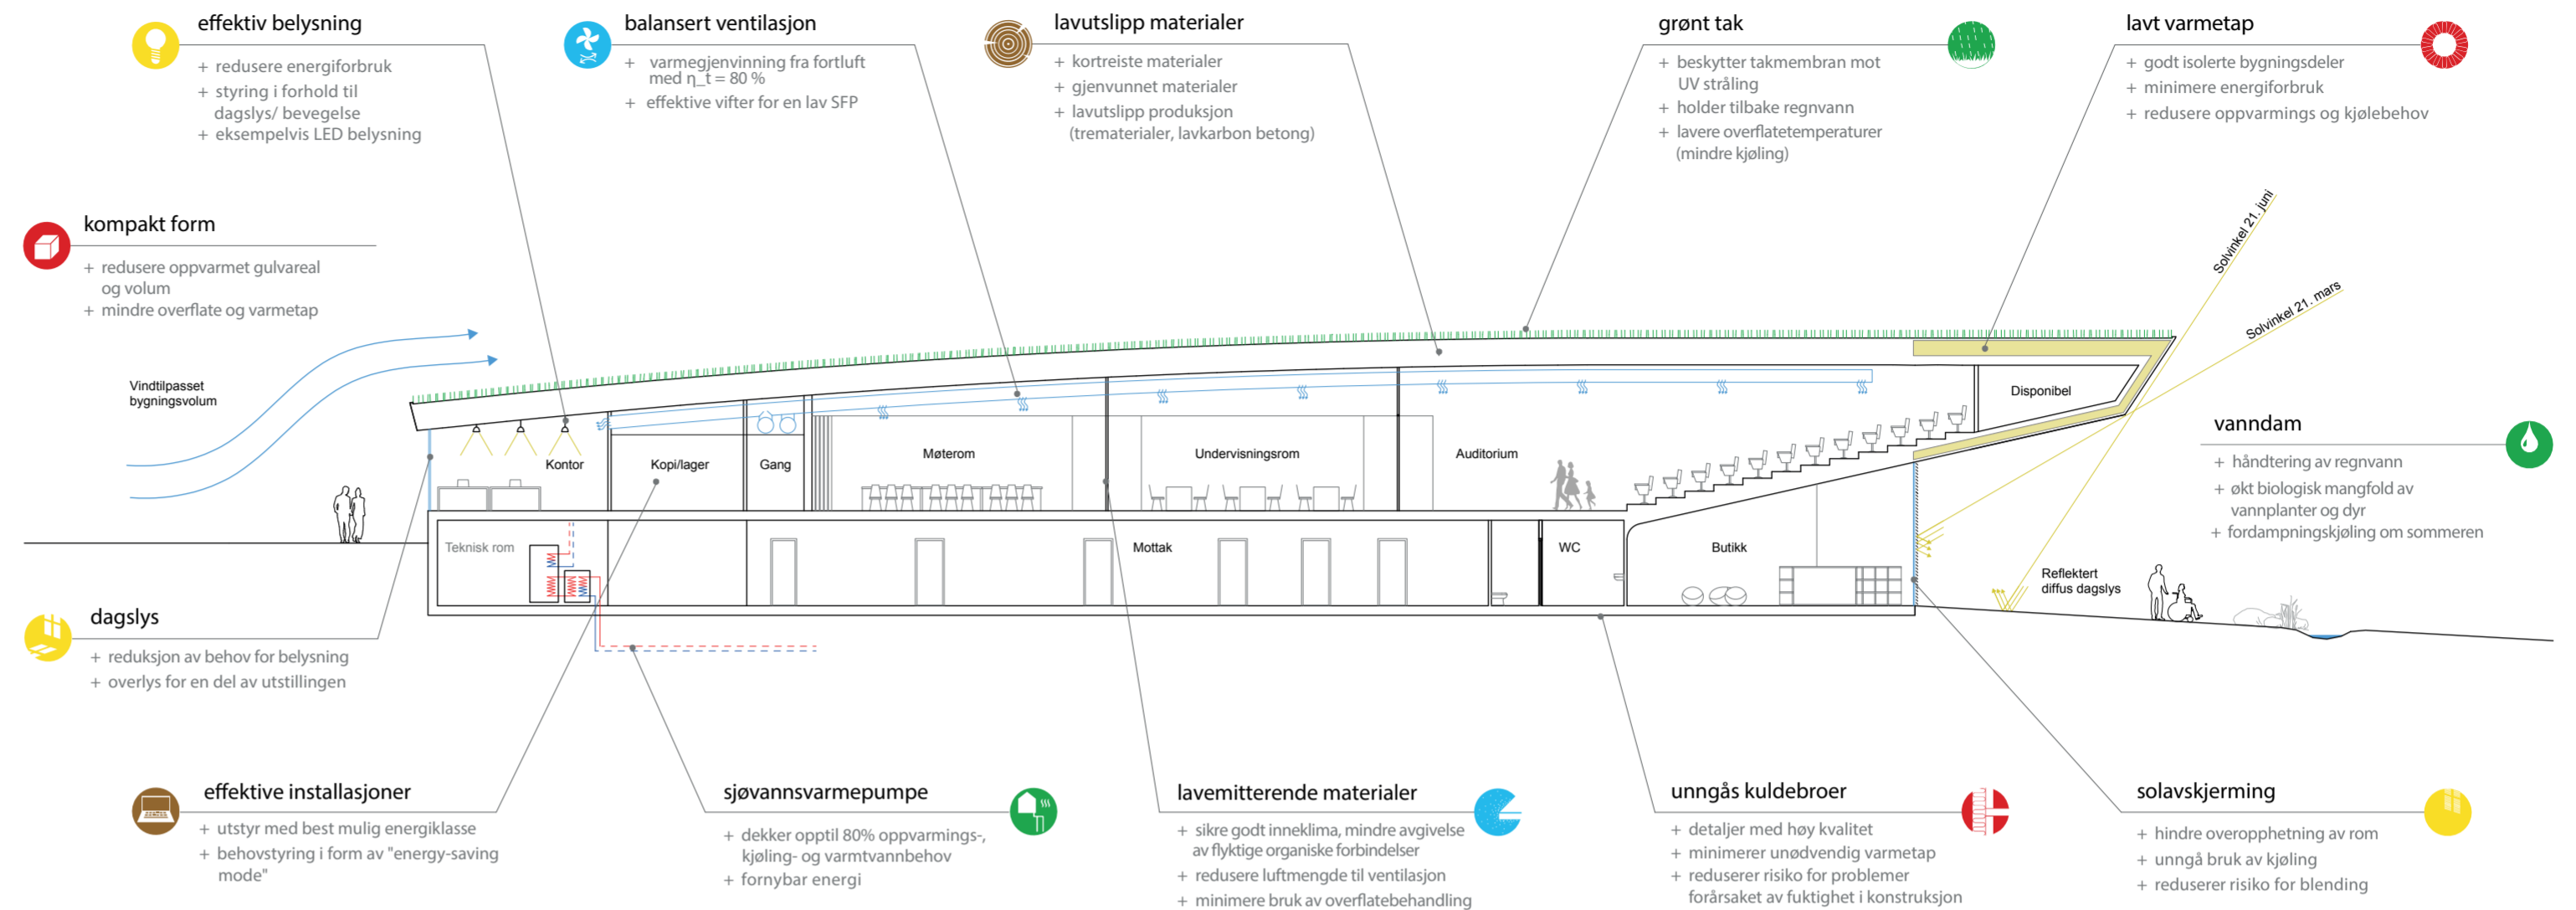 effektiv belysning
+ redusere energiforbruk
+ styring i forhold til
dagslys/ bevegelse
+ eksempelvis LED belysning
balansert ventilasjon
+ varmegjenvinning fra fortluft
med η_t = 80 %
+ effektive vifter for en lav SFP
lavutslipp materialer
+ kortreiste materialer
+ gjenvunnet materialer
+ lavutslipp produksjon
(trematerialer, lavkarbon betong)
grønt tak
+ beskytter takmembran mot
UV stråling
+ holder tilbake regnvann
+ lavere overflatetemperaturer
(mindre kjøling)
lavt varmetap
+ godt isolerte bygningsdeler
+ minimere energiforbruk
+ redusere oppvarmings og kjølebehov
kompakt form
+ redusere oppvarmet gulvareal
og volum
+ mindre overflate og varmetap
Solvinkel 21. juni
Solvinkel 21. mars
Vindtilpasset
bygningsvolum
Disponibel
vanndam
+ håndtering av regnvann
+ økt biologisk mangfold av
vannplanter og dyr
+ fordampningskjøling om sommeren
Kontor
Kopi/lager
Gang
Møterom
Undervisningsrom
Auditorium
Teknisk rom
Mottak
WC
Butikk
Reflektert
diffus dagslys
dagslys
+ reduksjon av behov for belysning
+ overlys for en del av utstillingen
effektive installasjoner
+ utstyr med best mulig energiklasse
+ behovstyring i form av "energy-saving
mode"
sjøvannsvarmepumpe
+ dekker opptil 80% oppvarmings-,
kjøling- og varmtvannbehov
+ fornybar energi
lavemitterende materialer
+ sikre godt inneklima, mindre avgivelse
av flyktige organiske forbindelser
+ redusere luftmengde til ventilasjon
+ minimere bruk av overflatebehandling
unngås kuldebroer
+ detaljer med høy kvalitet
+ minimerer unødvendig varmetap
+ reduserer risiko for problemer
forårsaket av fuktighet i konstruksjon
solavskjerming
+ hindre overopphetning av rom
+ unngå bruk av kjøling
+ reduserer risiko for blending